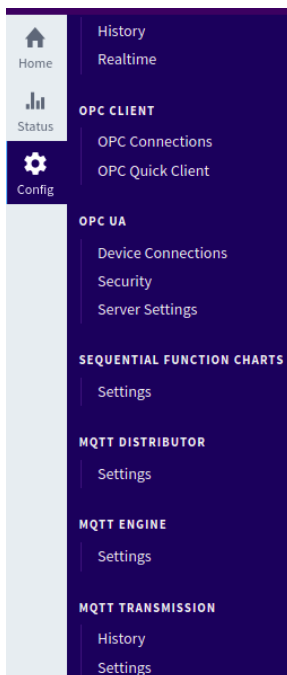 Home
Status
Config
History
Realtime
OPC CLIENT
OPC Connections
OPC Quick Client
OPC UA
Device Connections
Security
Server Settings
SEQUENTIAL FUNCTION CHARTS
Settings
MQTT DISTRIBUTOR
Settings
MQTT ENGINE
Settings
MQTT TRANSMISSION
History
Settings